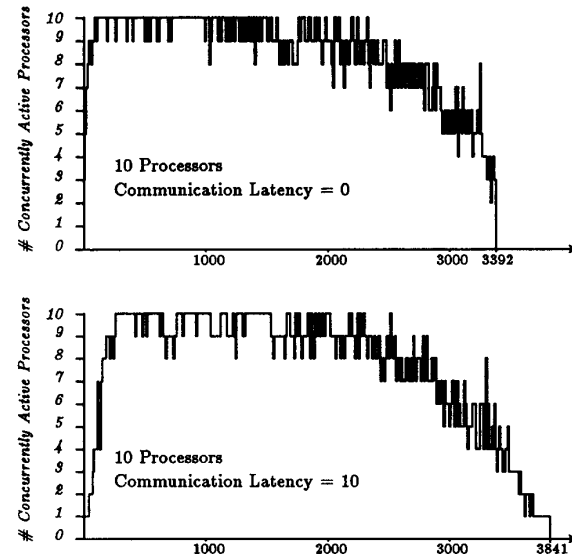 # Concurrently Active Processors
10
9
8
7
6
5
4
3
2
1
0
10 Processors
Communication Latency = 0
1000 2000 3000 3392
# Concurrently Active Processors
10
9
8
7
6
5
4
3
2
1
0
10 Processors
Communication Latency = 10
1000 2000 3000 3841